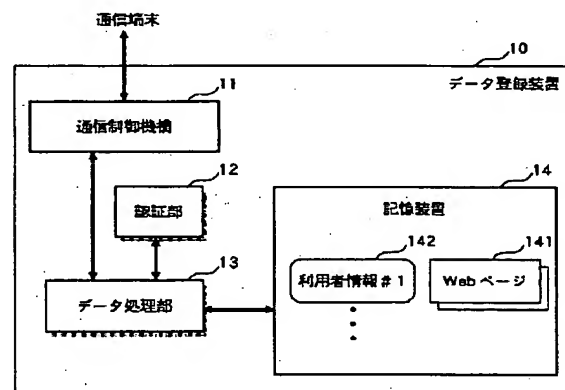 通信端末
10
データ登録装置
11
通信制御機構
12
認証部
13
データ処理部
14
記憶装置
142
利用者情報#1
141
Webページ